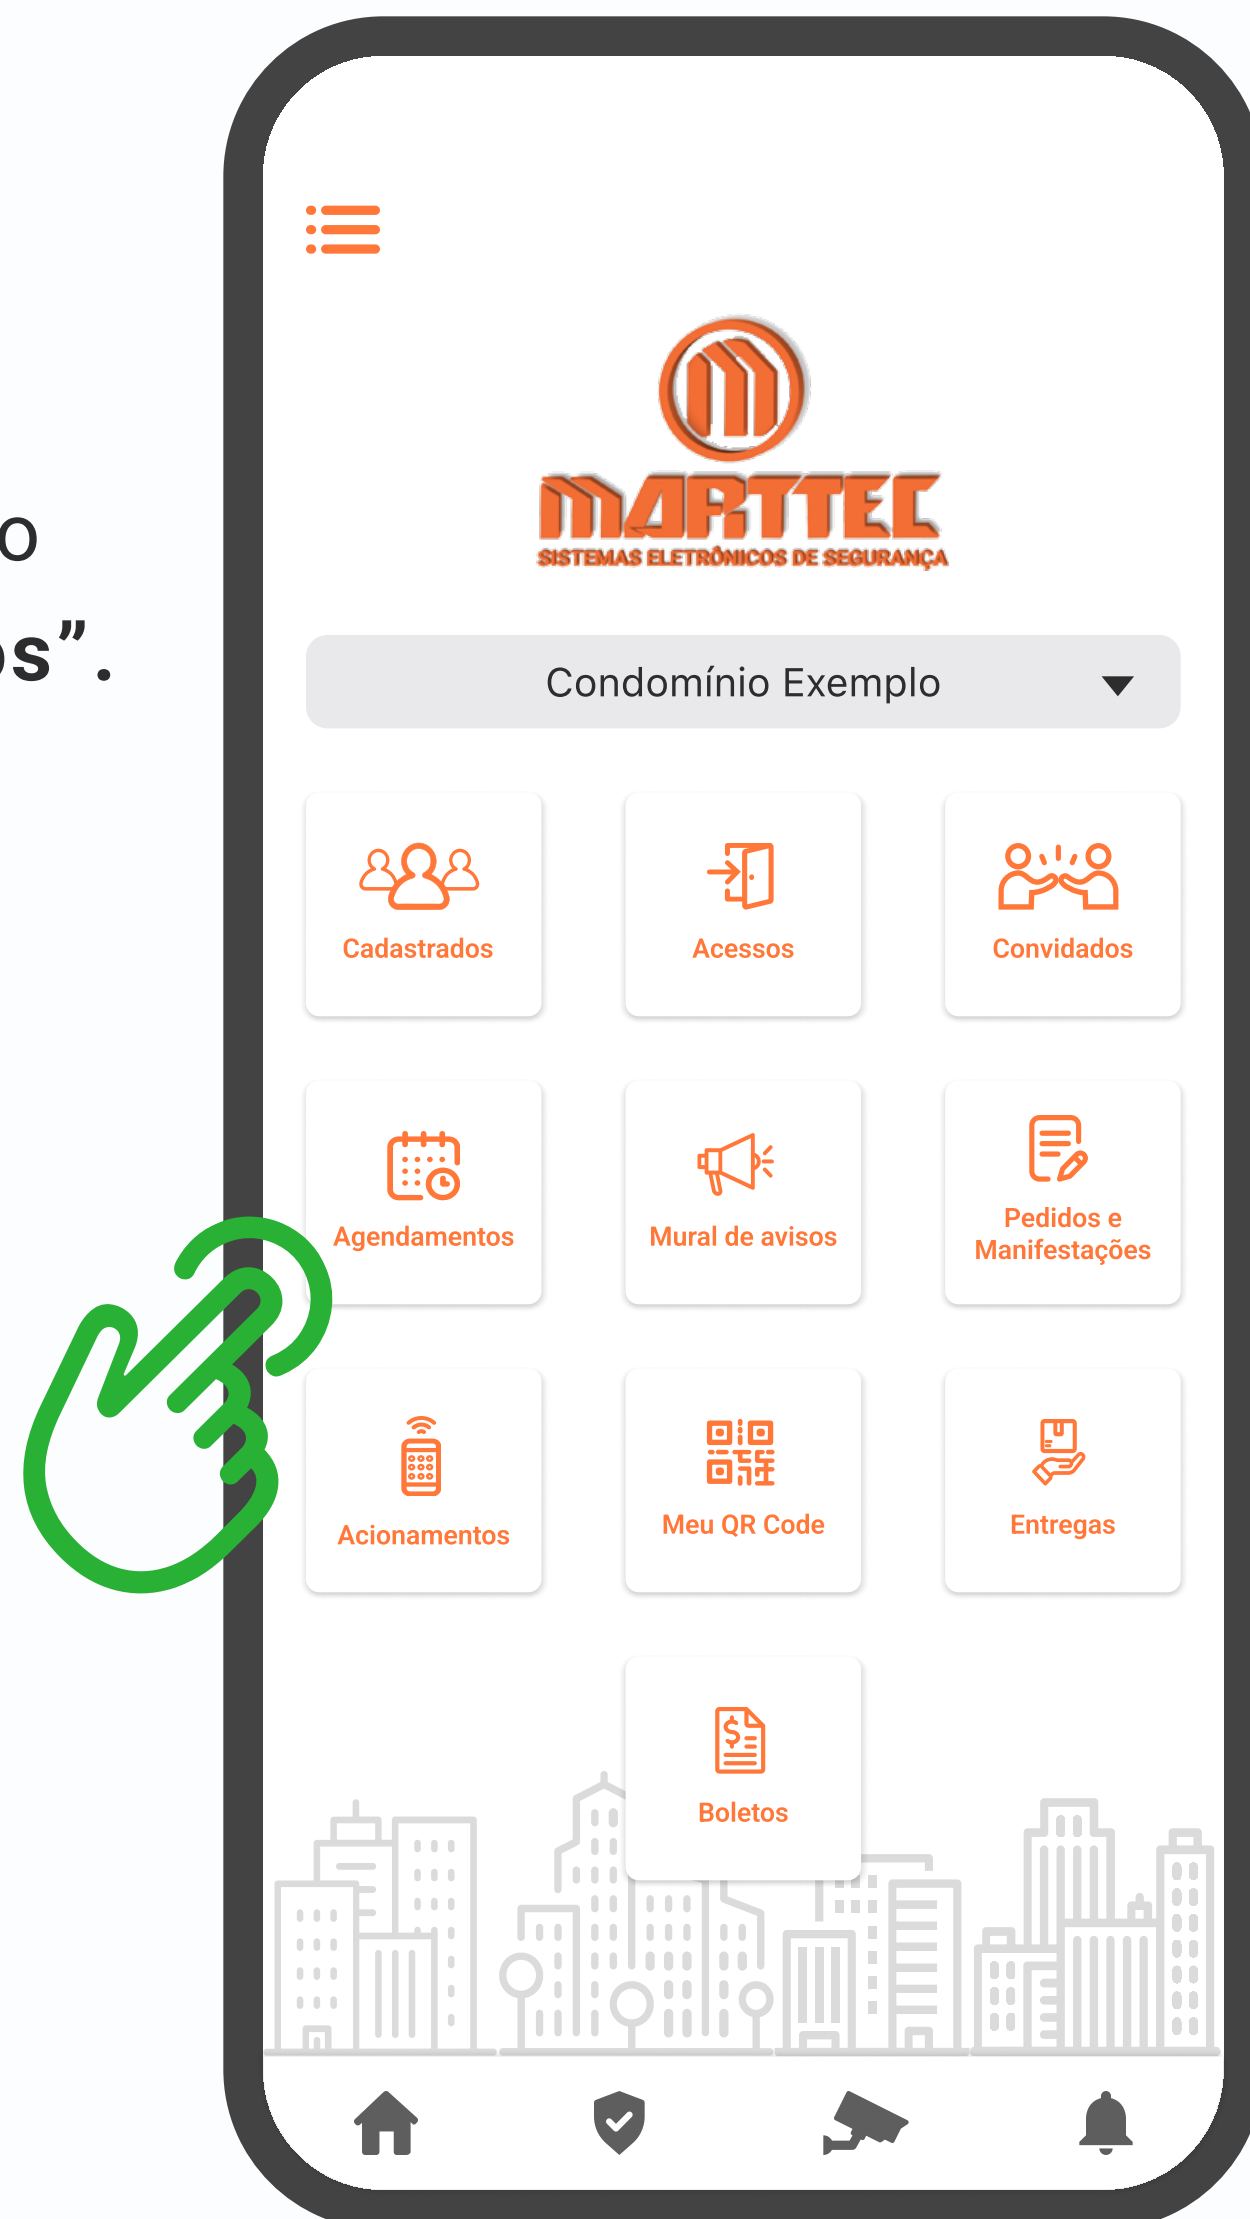 o
os”.
MARTTEC
SISTEMAS ELETRÔNICOS DE SEGURANÇA
Condomínio Exemplo
Cadastrados
Acessos
Convidados
Agendamentos
Mural de avisos
Pedidos e
Manifestações
Acionamentos
Meu QR Code
Entregas
Boletos